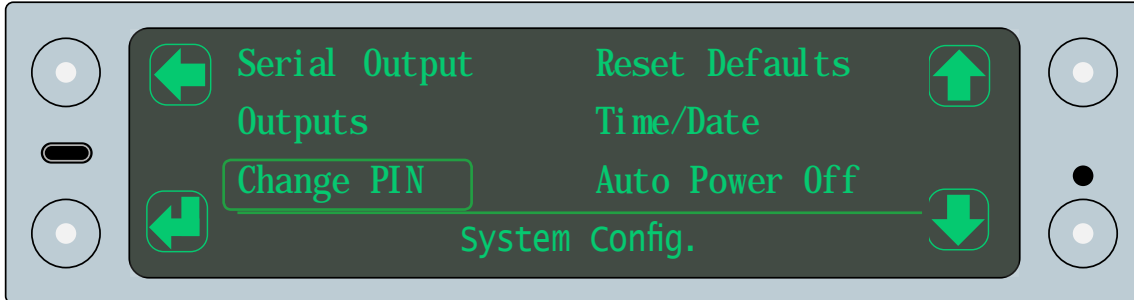 Serial Output
Reset Defaults
Outputs
Time/Date
Change PIN
Auto Power Off
System Config.